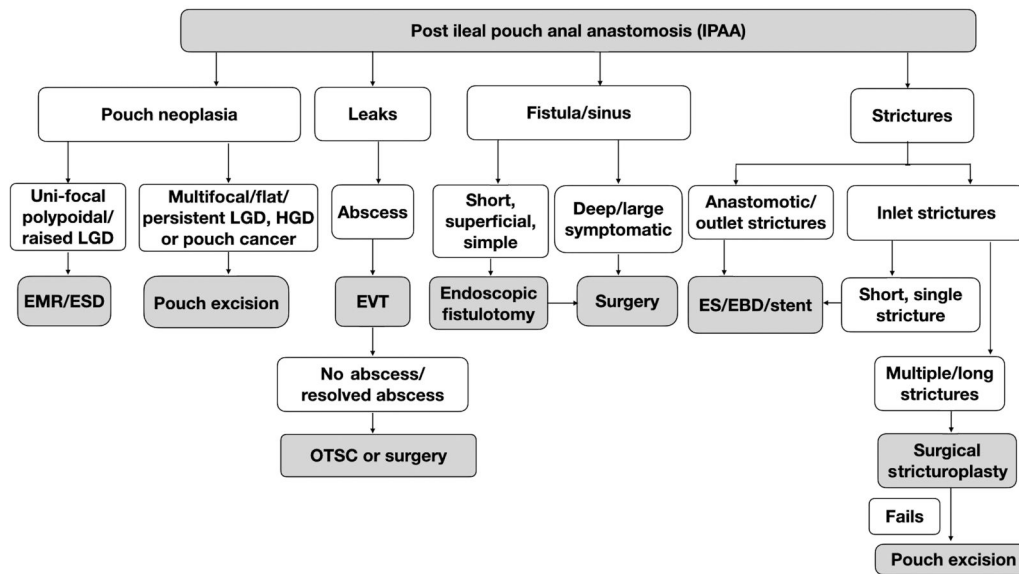 Post ileal pouch anal anastomosis (IPAA)
Pouch neoplasia
Leaks
Fistula/sinus
Strictures
Uni-focal
polypoidal/
raised LGD
Multifocal/flat/
persistent LGD, HGD
or pouch cancer
Abscess
Short,
superficial,
simple
Deep/large
symptomatic
Anastomotic/
outlet strictures
Inlet strictures
EMR/ESD
Pouch excision
EVT
Endoscopic
fistulotomy
Surgery
ES/EBD/stent
Short, single
stricture
No abscess/
resolved abscess
Multiple/long
strictures
OTSC or surgery
Surgical
stricturoplasty
Fails
Pouch excision